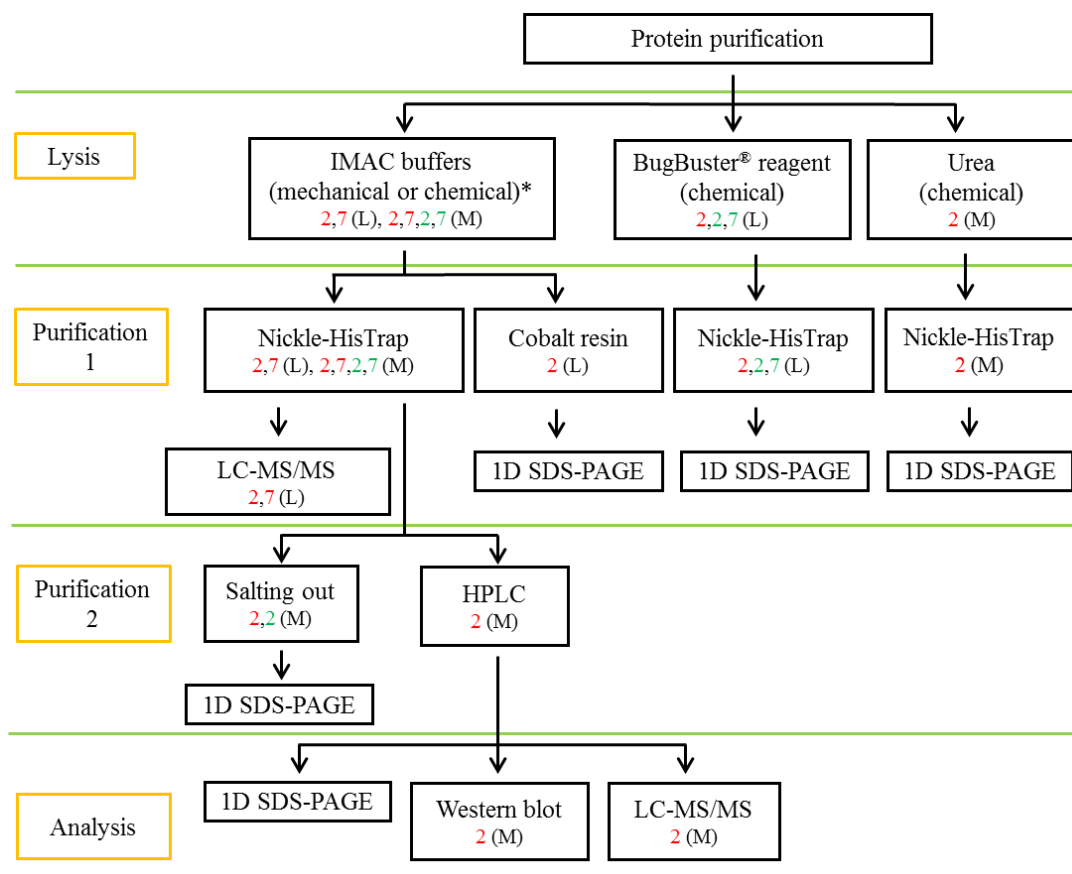 Protein purification
Lysis
IMAC buffers
(mechanical or chemical)*
2,7 (L), 2,7,2,7 (M)
BugBuster® reagent
(chemical)
2,2,7 (L)
Urea
(chemical)
2 (M)
Purification
1
Nickle-HisTrap
2,7 (L), 2,7,2,7 (M)
Cobalt resin
2 (L)
Nickle-HisTrap
2,2,7 (L)
Nickle-HisTrap
2 (M)
LC-MS/MS
2,7 (L)
1D SDS-PAGE
1D SDS-PAGE
1D SDS-PAGE
Purification
2
Salting out
2,2 (M)
HPLC
2 (M)
1D SDS-PAGE
Analysis
1D SDS-PAGE
Western blot
2 (M)
LC-MS/MS
2 (M)